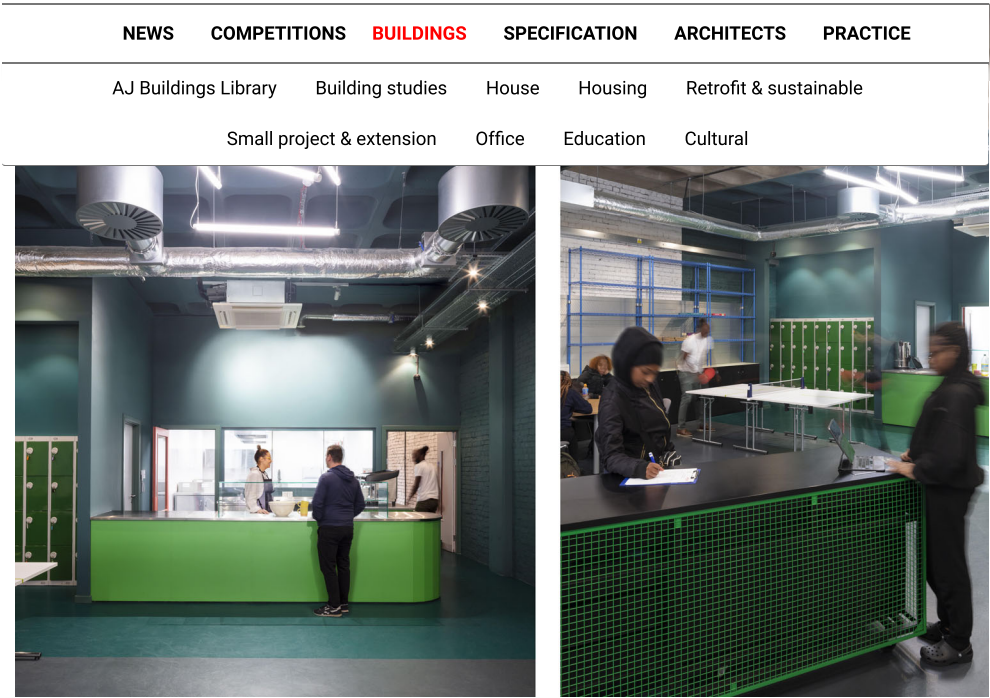 NEWS COMPETITIONS BUILDINGS SPECIFICATION ARCHITECTS PRACTICE
AJ Buildings Library Building studies House Housing Retrofit & sustainable
Small project & extension Office Education Cultural